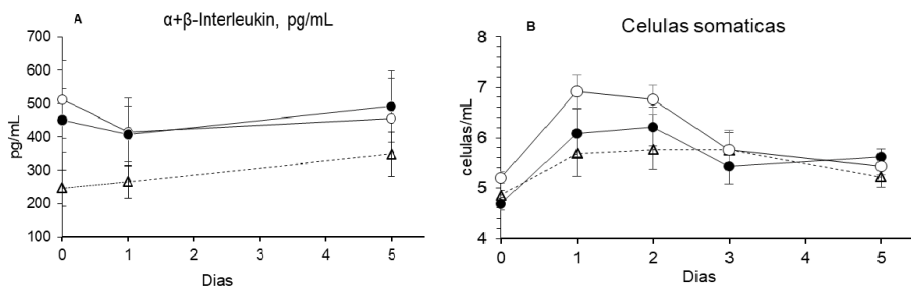 A
α+β-Interleukin, pg/mL
700
600
500
400
300
200
100
pg/mL
0 1 2 3 4 5
Dias
B
Celulas somaticas
8
7
6
5
4
celulas/mL
0 1 2 3 4 5
Dias